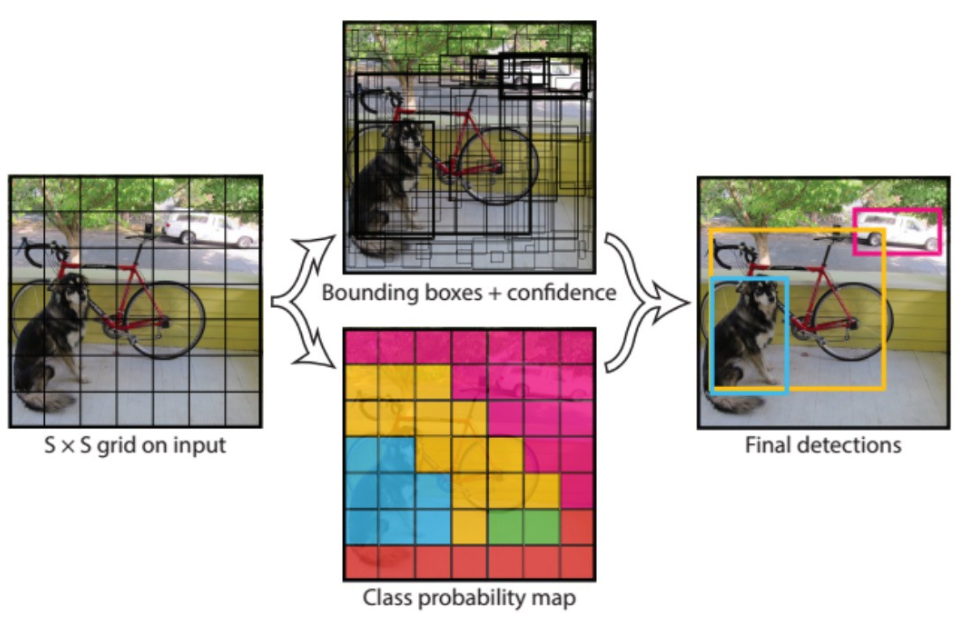 Bounding boxes + confidence
S × S grid on input
Final detections
Class probability map